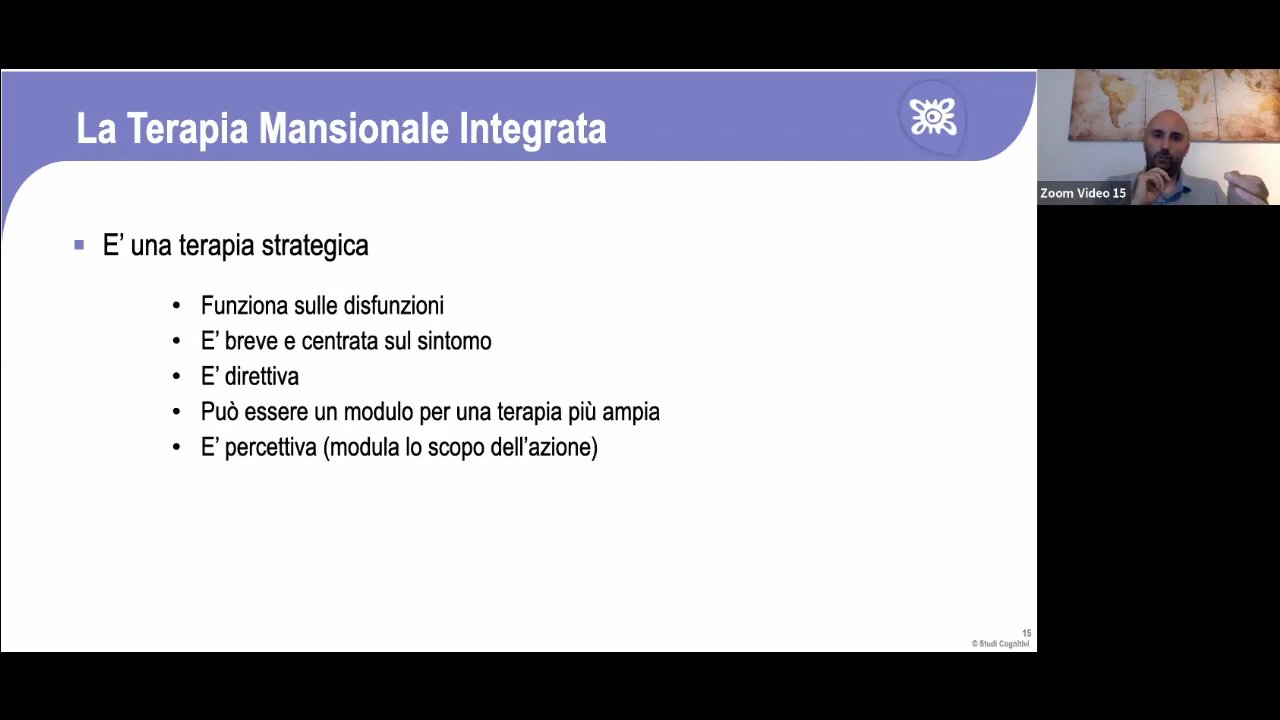 La Terapia Mansionale Integrata
Zoom Video 15
E’ una terapia strategica
Funziona sulle disfunzioni
E’ breve e centrata sul sintomo
E’ direttiva
Può essere un modulo per una terapia più ampia
E’ percettiva (modula lo scopo dell’azione)
15
© Studi Cognitivi